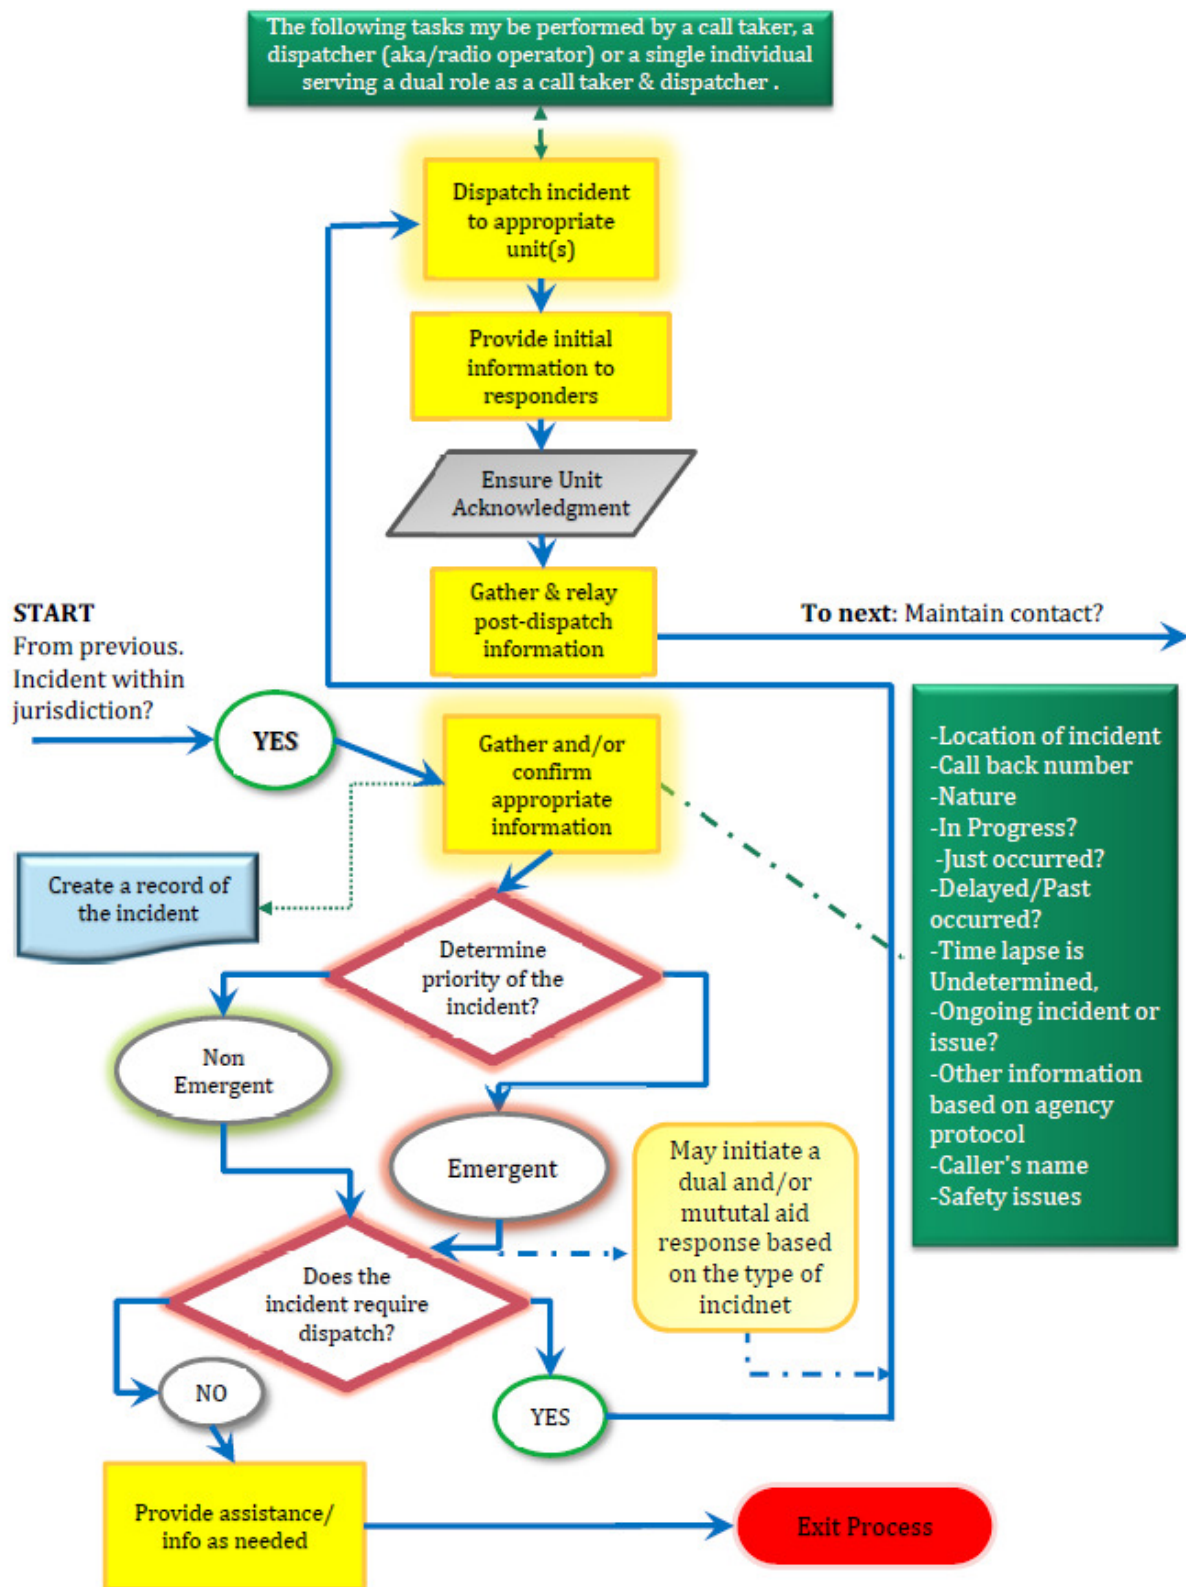 The following tasks my be performed by a call taker, a
dispatcher (aka/radio operator) or a single individual
serving a dual role as a call taker & dispatcher .
Dispatch incident
to appropriate
unit(s)
Provide initial
information to
responders
Ensure Unit
Acknowledgment
Gather & relay
post-dispatch
information
To next: Maintain contact?
START
From previous.
Incident within
jurisdiction?
YES
Gather and/or
confirm
appropriate
information
-Location of incident
-Call back number
-Nature
-In Progress?
-Just occurred?
-Delayed/Past
occurred?
-Time lapse is
Undetermined,
-Ongoing incident or
issue?
-Other information
based on agency
protocol
-Caller's name
-Safety issues
Create a record of
the incident
Determine
priority of the
incident?
Non
Emergent
Emergent
May initiate a
dual and/or
mututal aid
response based
on the type of
incidnet
Does the
incident require
dispatch?
NO
YES
Provide assistance/
info as needed
Exit Process